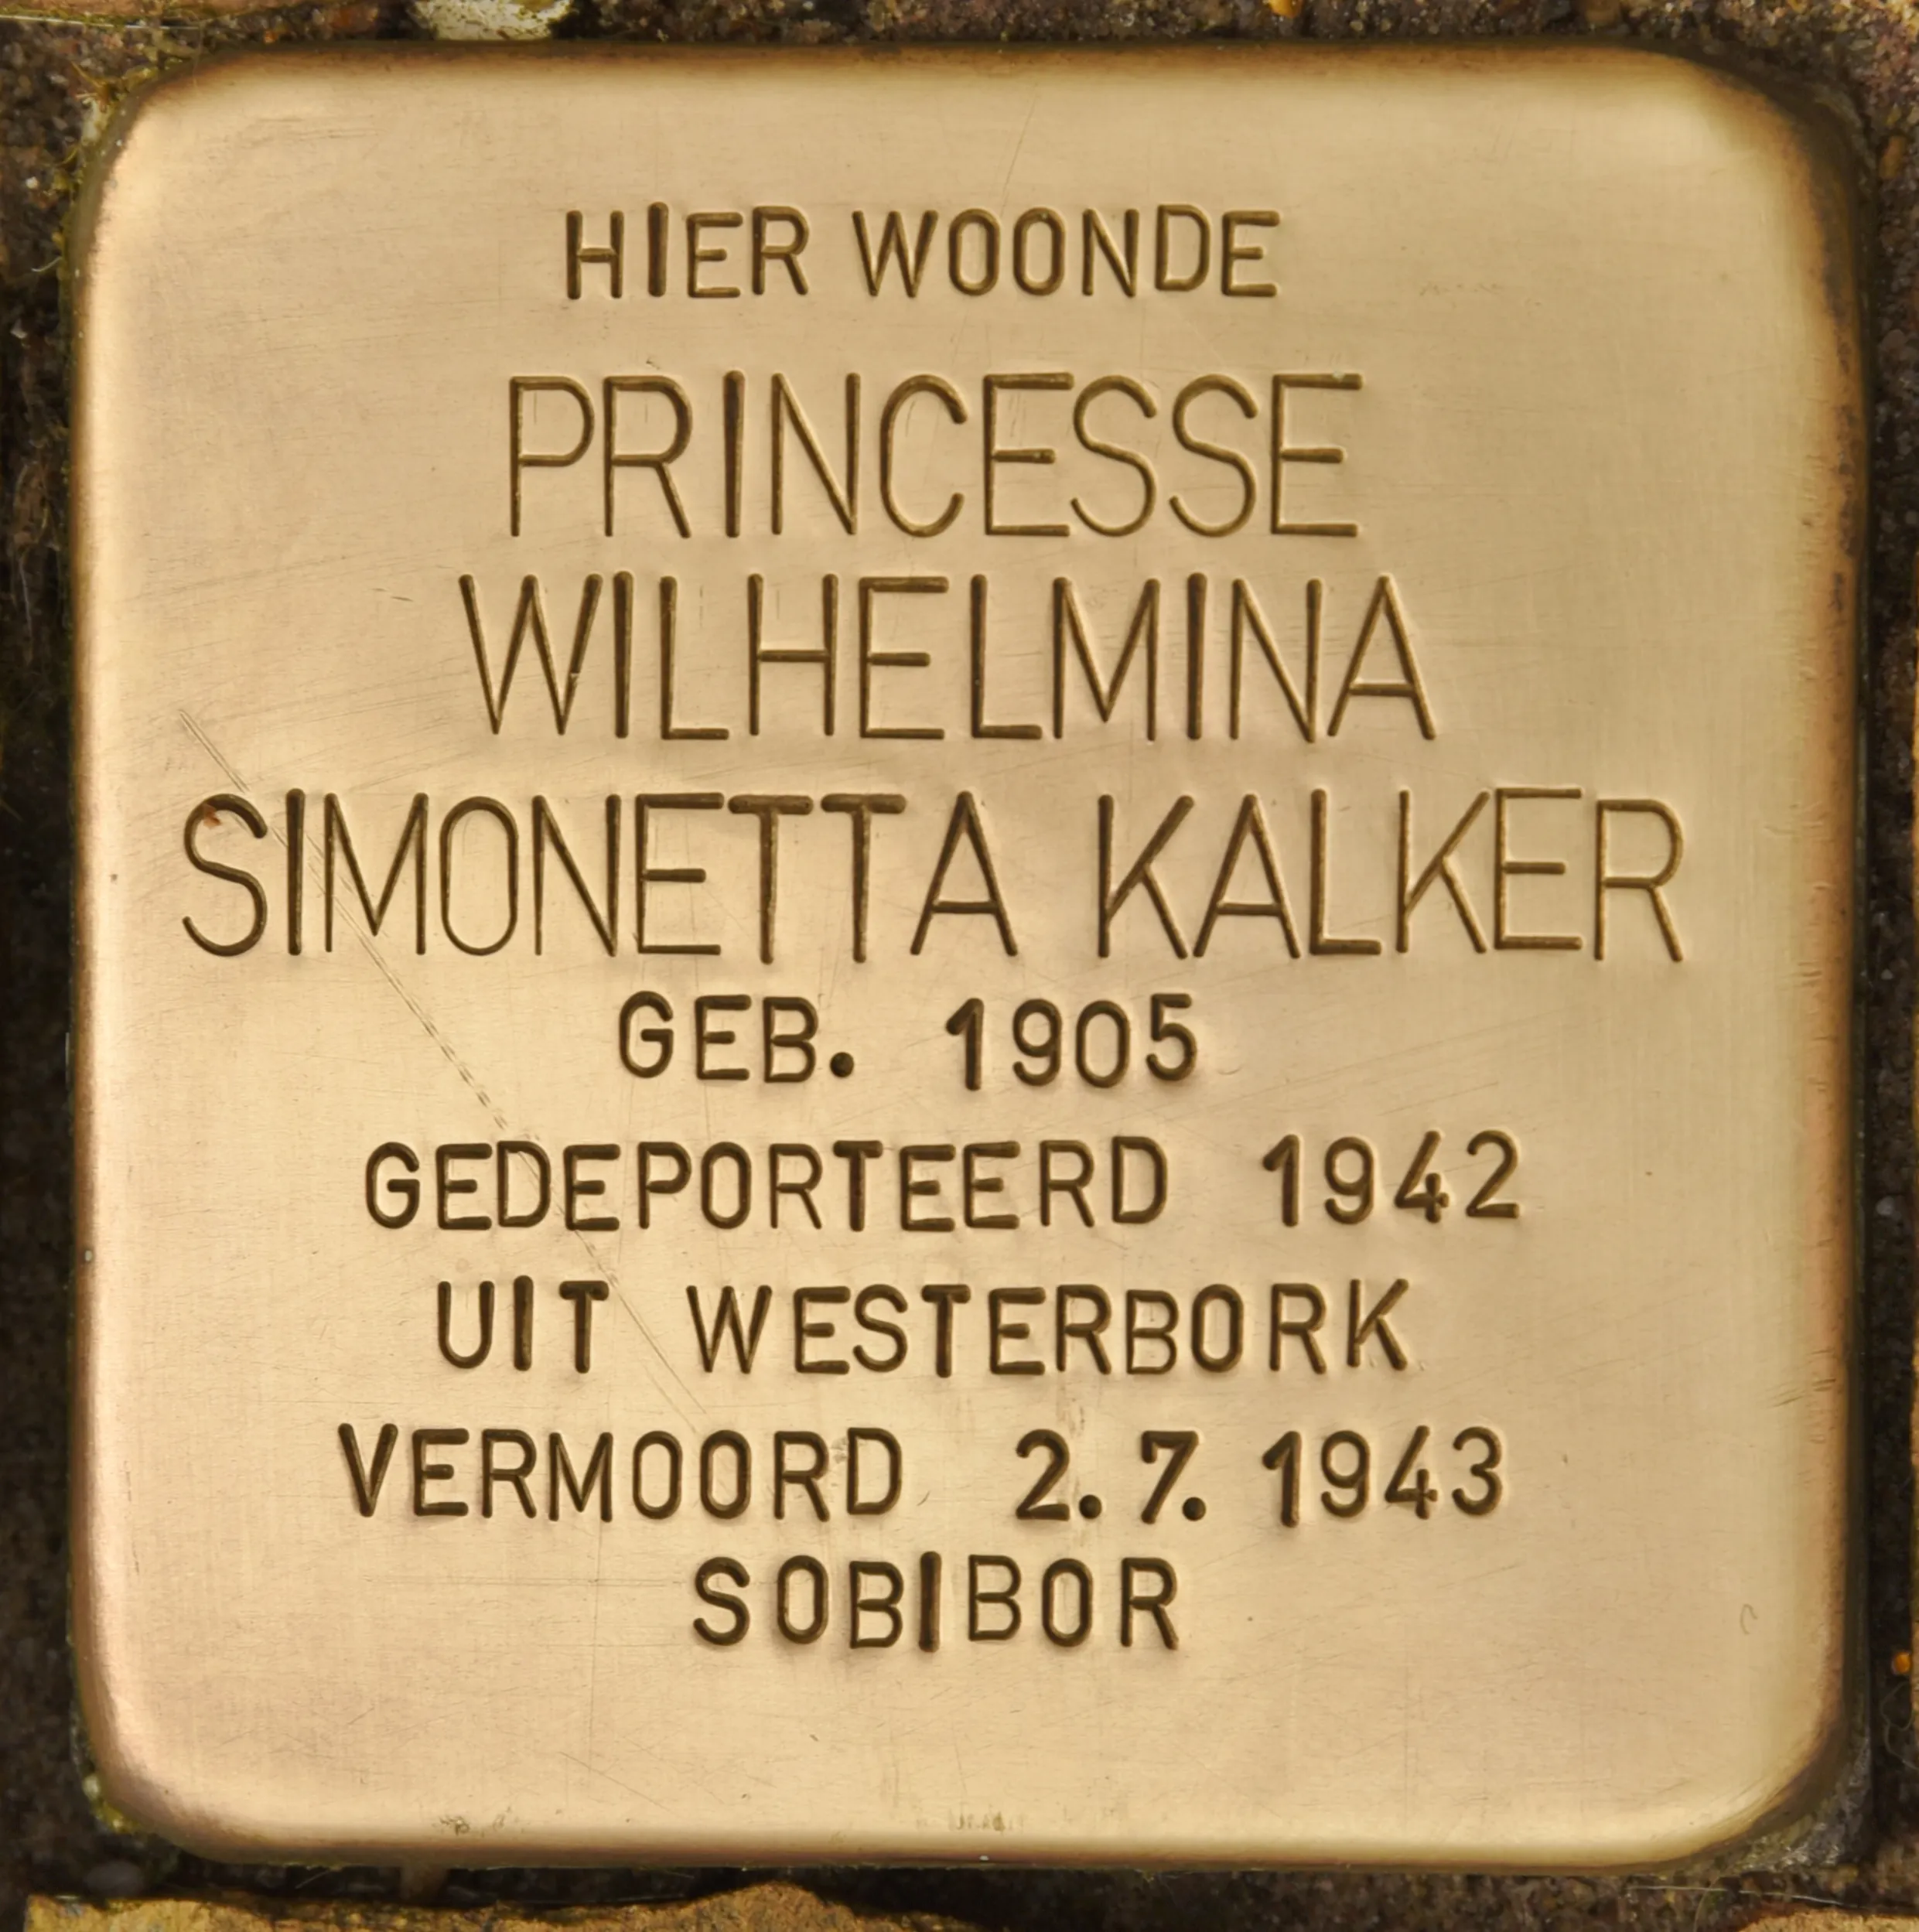 HIER WOONDE
PRINCESSE
WILHELMINA
SIMONETTA KALKER
GEB. 1905
GEDEPORTEERD 1942
UIT WESTERBORK
VERMOORD 2.7.1943
SOBIBOR